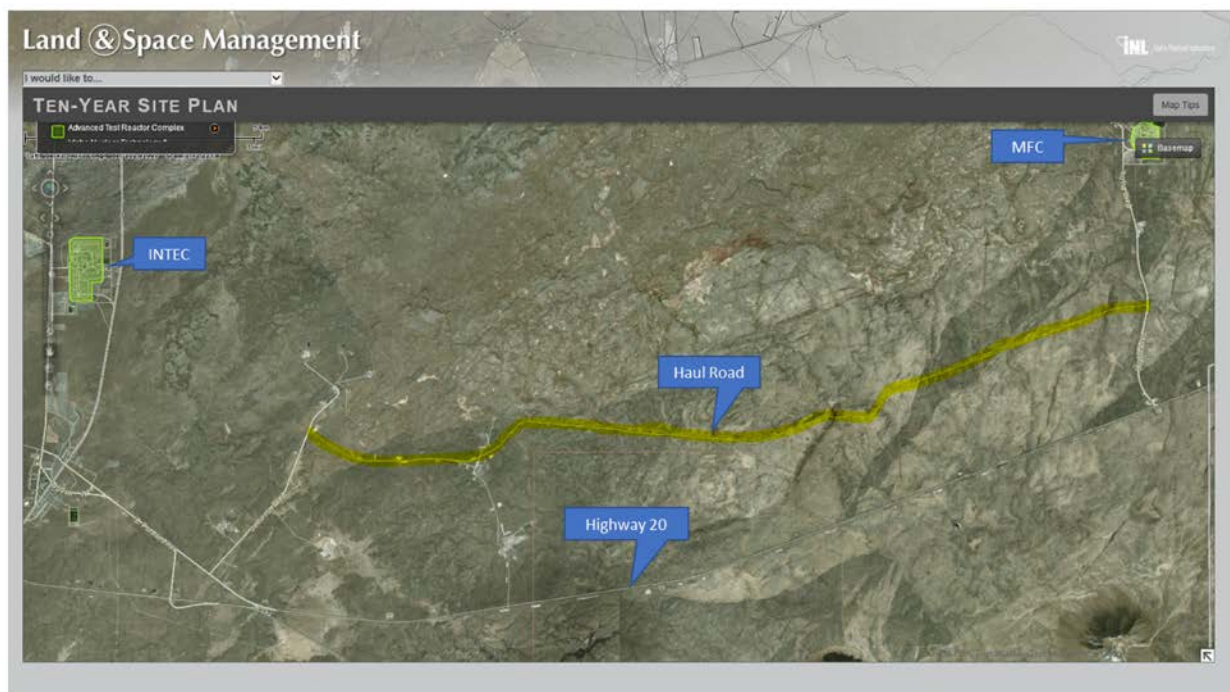 Land & Space Management
INL
I would like to...
TEN-YEAR SITE PLAN
Map Tips
Advanced Test Reactor Complex
MFC
Basemap
INTEC
Haul Road
Highway 20